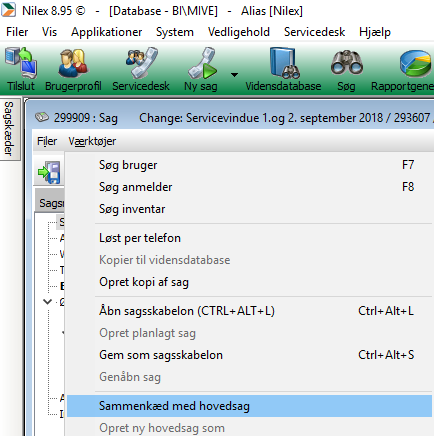 Nilex 8.95 © - [Database - BI\MIVE] - Alias [Nilex]
Filer Vis Applikationer System Vedligehold Servicedesk Hjælp
Tilslut Brugerprofil Servicedesk Ny sag Vidensdatabase Søg Rapportgene
Sagskæder
299909 : Sag Change: Servicevindue 1.og 2. september 2018 / 293607 /
Filer Værktøjer
Søg bruger F7
Søg anmelder F8
Søg inventar
Sagsn
Løst per telefon
Kopier til vidensdatabase
Opret kopi af sag
Åbn sagsskabelon (CTRL+ALT+L) Ctrl+Alt+L
Opret planlagt sag
Gem som sagsskabelon Ctrl+Alt+S
Genåbn sag
Sammenkæd med hovedsag
Opret ny hovedsag som